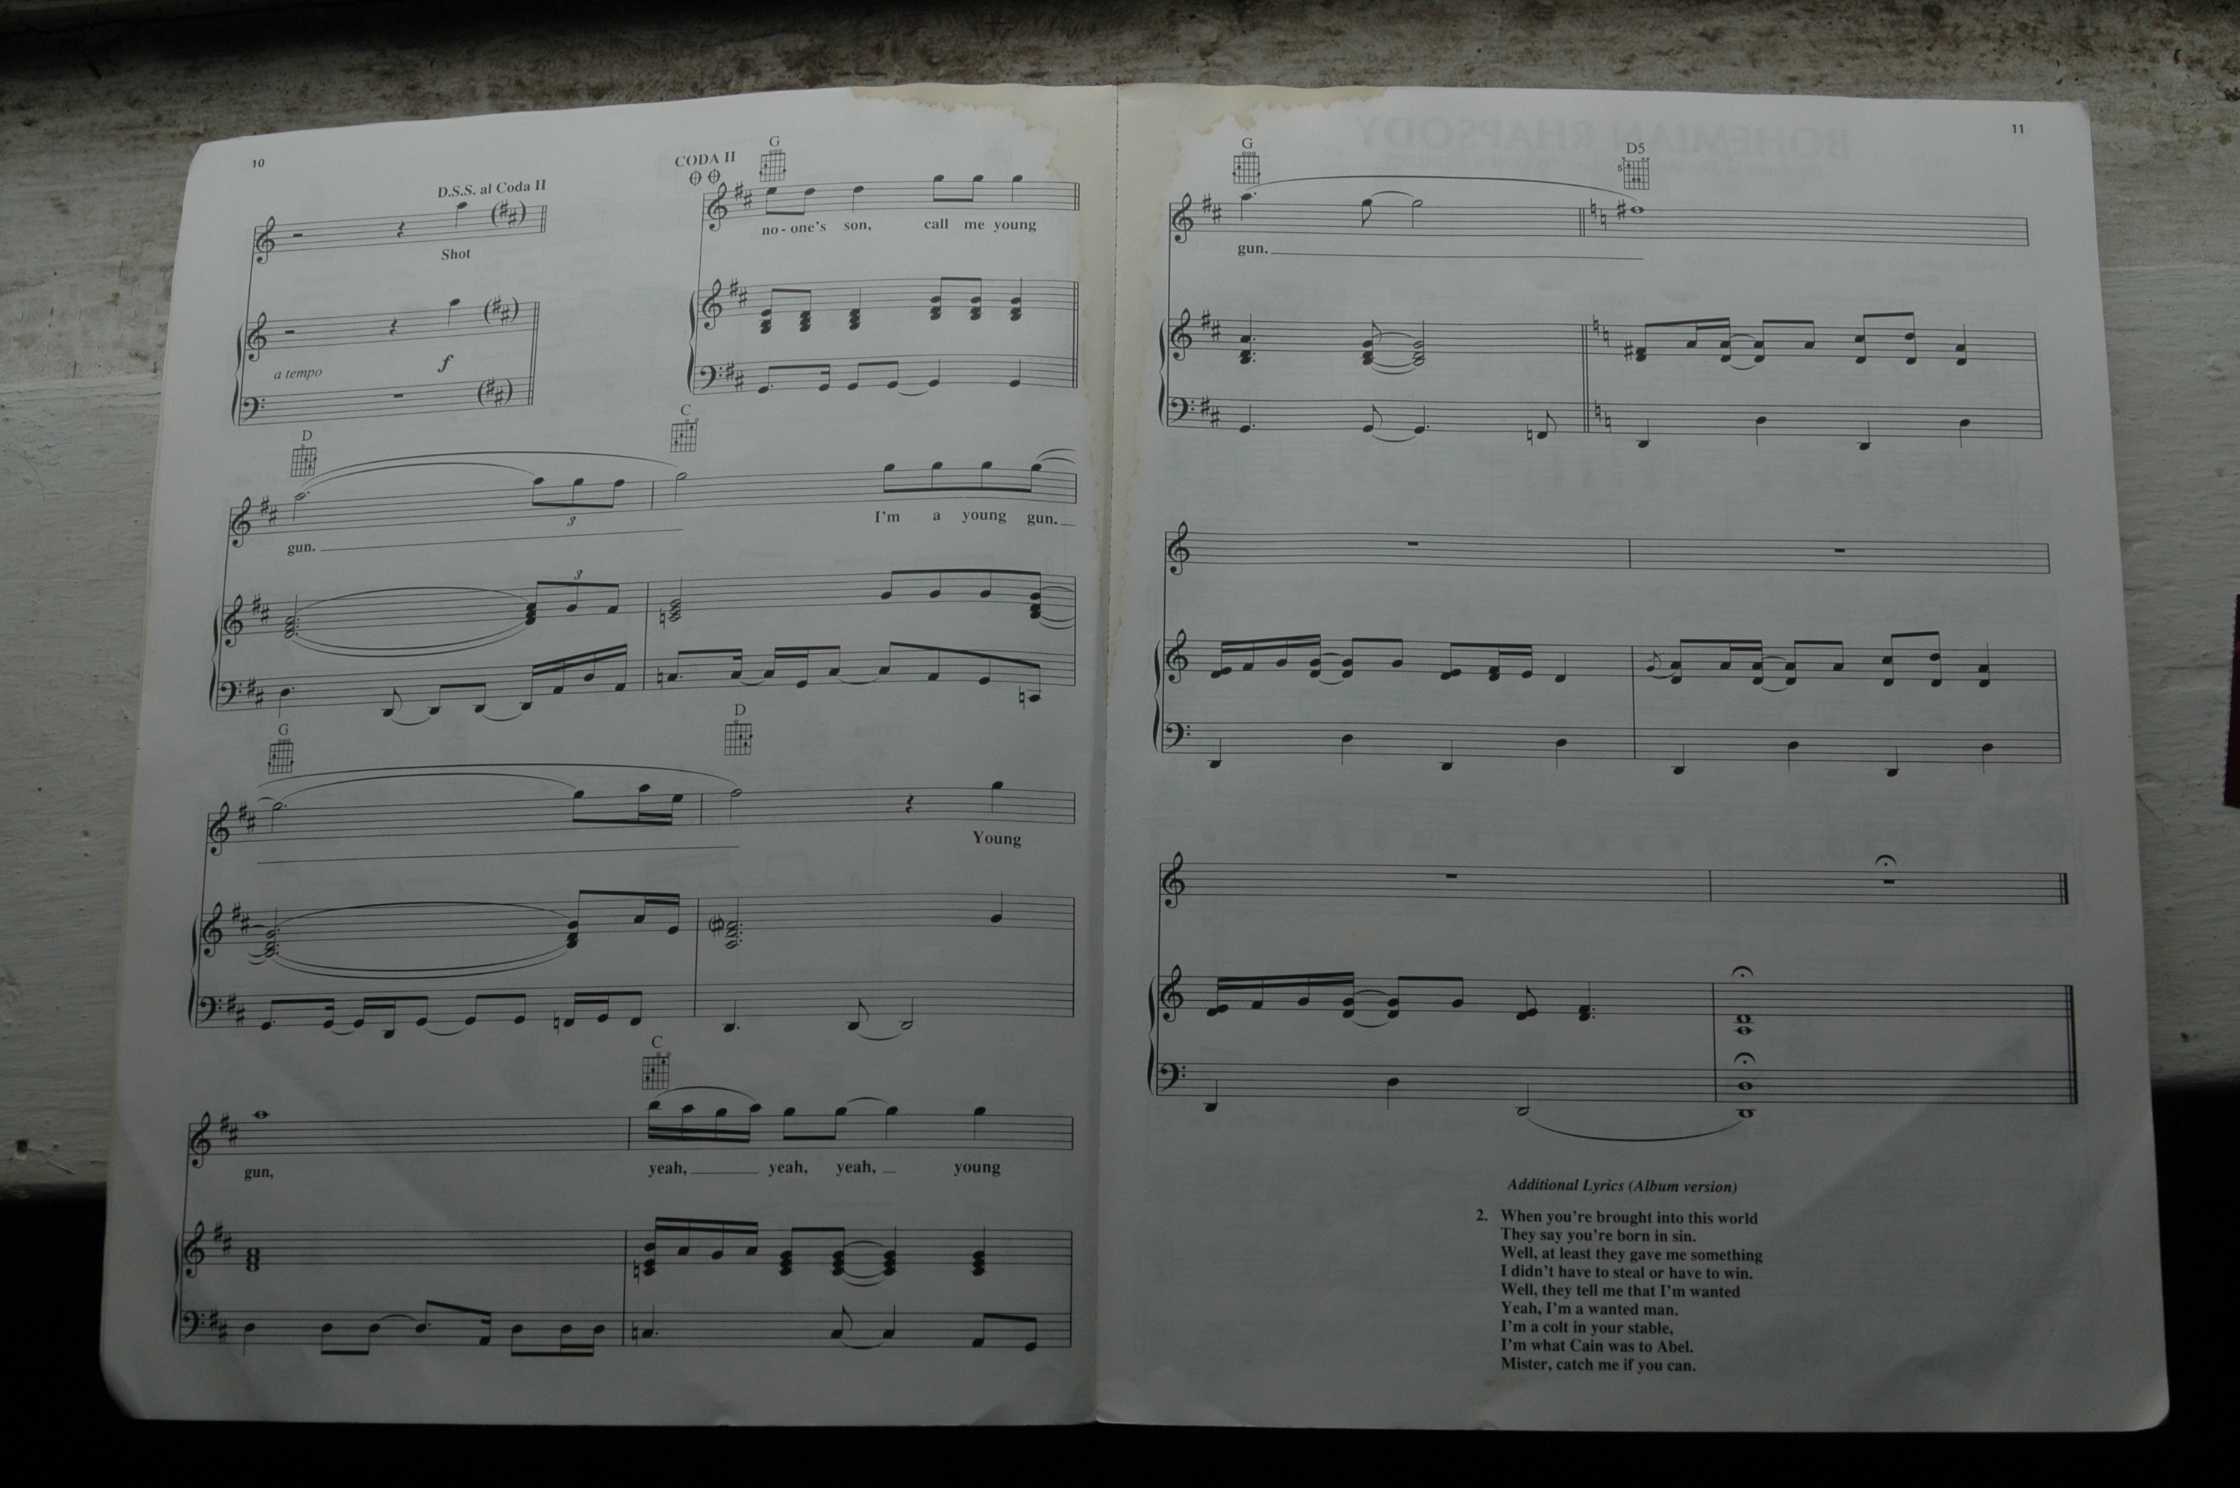 10
D.S.S. al Coda II
Shot
a tempo
f
CODA II
G
no - one's son, call me young
D
C
3
gun.
I'm a young gun.
3
G
D
Young
C
gun, yeah, yeah, yeah, young
11
BOHEMIAN RHAPSODY
G
D5
5
gun.
Additional Lyrics (Album version)
2. When you're brought into this world
They say you're born in sin.
Well, at least they gave me something
I didn't have to steal or have to win.
Well, they tell me that I'm wanted
Yeah, I'm a wanted man.
I'm a colt in your stable,
I'm what Cain was to Abel.
Mister, catch me if you can.